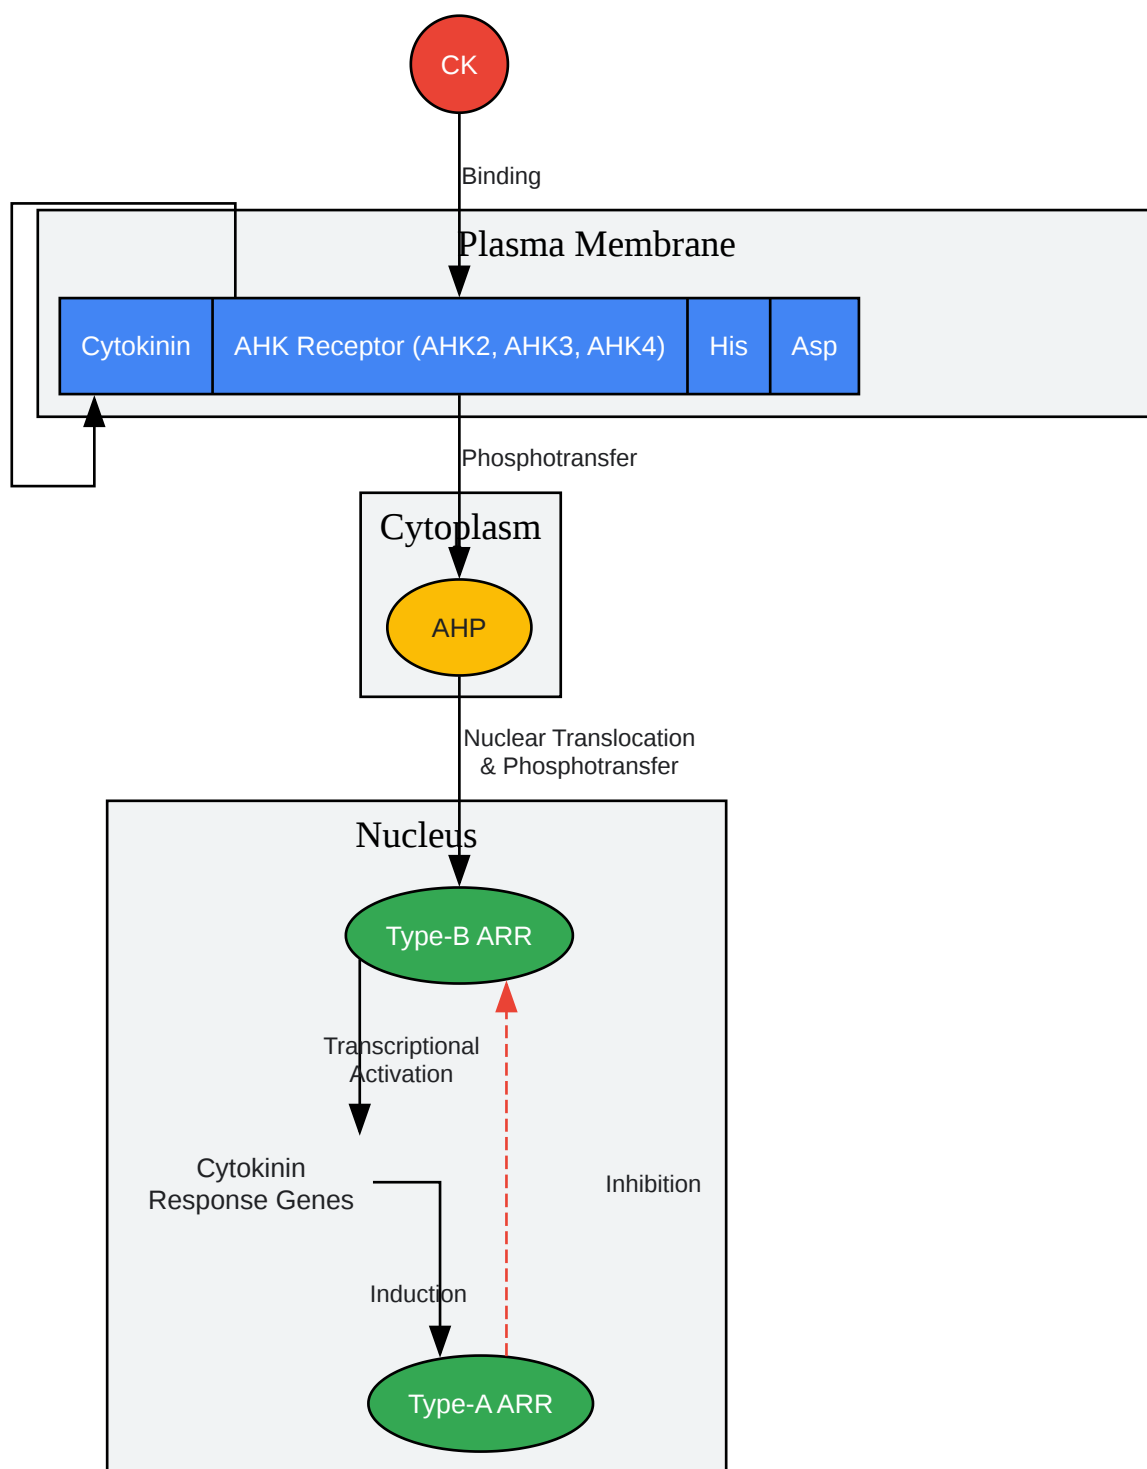 CK
Binding
Plasma Membrane
Cytokinin
AHK Receptor (AHK2, AHK3, AHK4)
His
Asp
Phosphotransfer
Cytoplasm
AHP
Nuclear Translocation
& Phosphotransfer
Nucleus
Type-B ARR
Transcriptional
Activation
Cytokinin
Response Genes
Inhibition
Induction
Type-A ARR